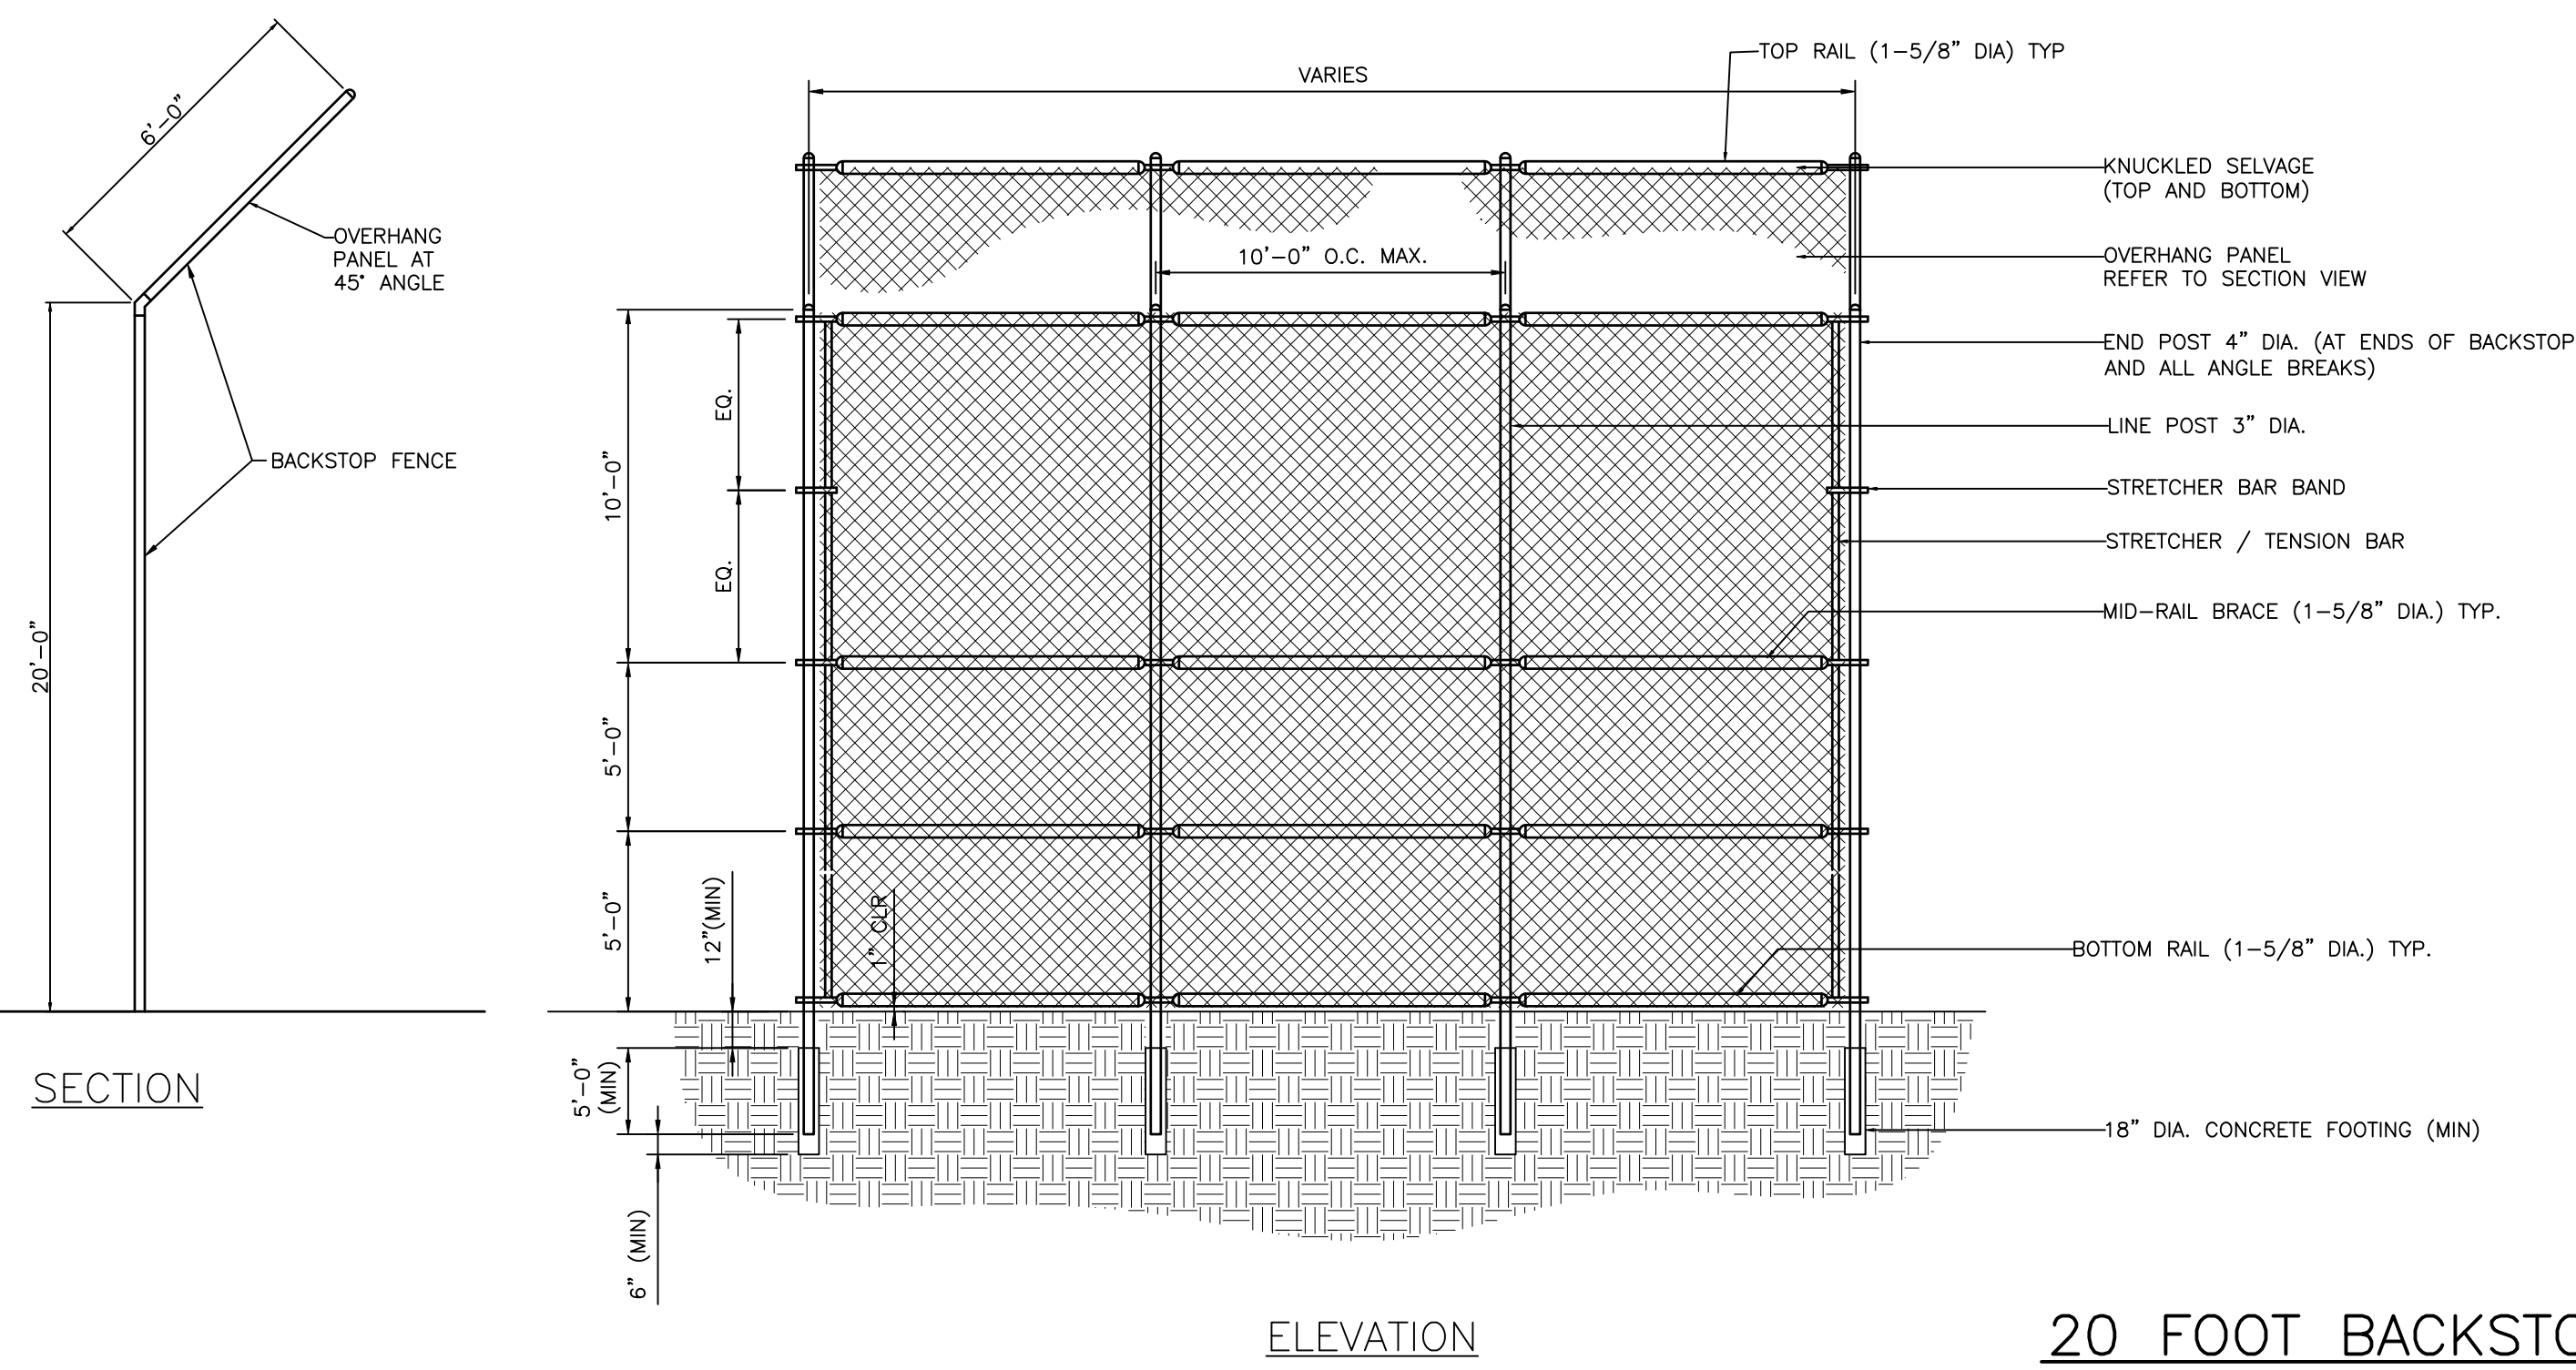 6'-0"
OVERHANG
PANEL AT
45° ANGLE
BACKSTOP FENCE
20'-0"
SECTION
VARIES
TOP RAIL (1-5/8" DIA) TYP
KNUCKLED SELVAGE
(TOP AND BOTTOM)
10'-0" O.C. MAX.
OVERHANG PANEL
REFER TO SECTION VIEW
END POST 4" DIA. (AT ENDS OF BACKSTOP
AND ALL ANGLE BREAKS)
LINE POST 3" DIA.
STRETCHER BAR BAND
STRETCHER / TENSION BAR
MID-RAIL BRACE (1-5/8" DIA.) TYP.
BOTTOM RAIL (1-5/8" DIA.) TYP.
18" DIA. CONCRETE FOOTING (MIN)
EQ.
EQ.
10'-0"
5'-0"
5'-0"
12"(MIN)
1" CLR
5'-0"
(MIN)
6" (MIN)
ELEVATION
20 FOOT